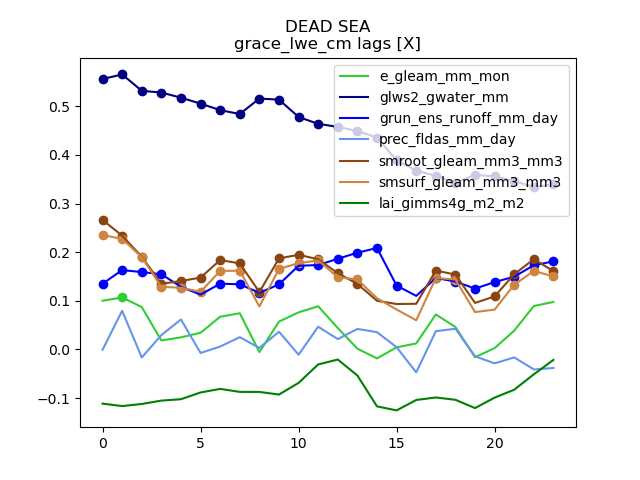 DEAD SEA
grace_lwe_cm lags [X]
e_gleam_mm_mon
glws2_gwater_mm
grun_ens_runoff_mm_day
prec_fldas_mm_day
smroot_gleam_mm3_mm3
smsurf_gleam_mm3_mm3
lai_gimms4g_m2_m2
0.5
0.4
0.3
0.2
0.1
0.0
−0.1
0 5 10 15 20